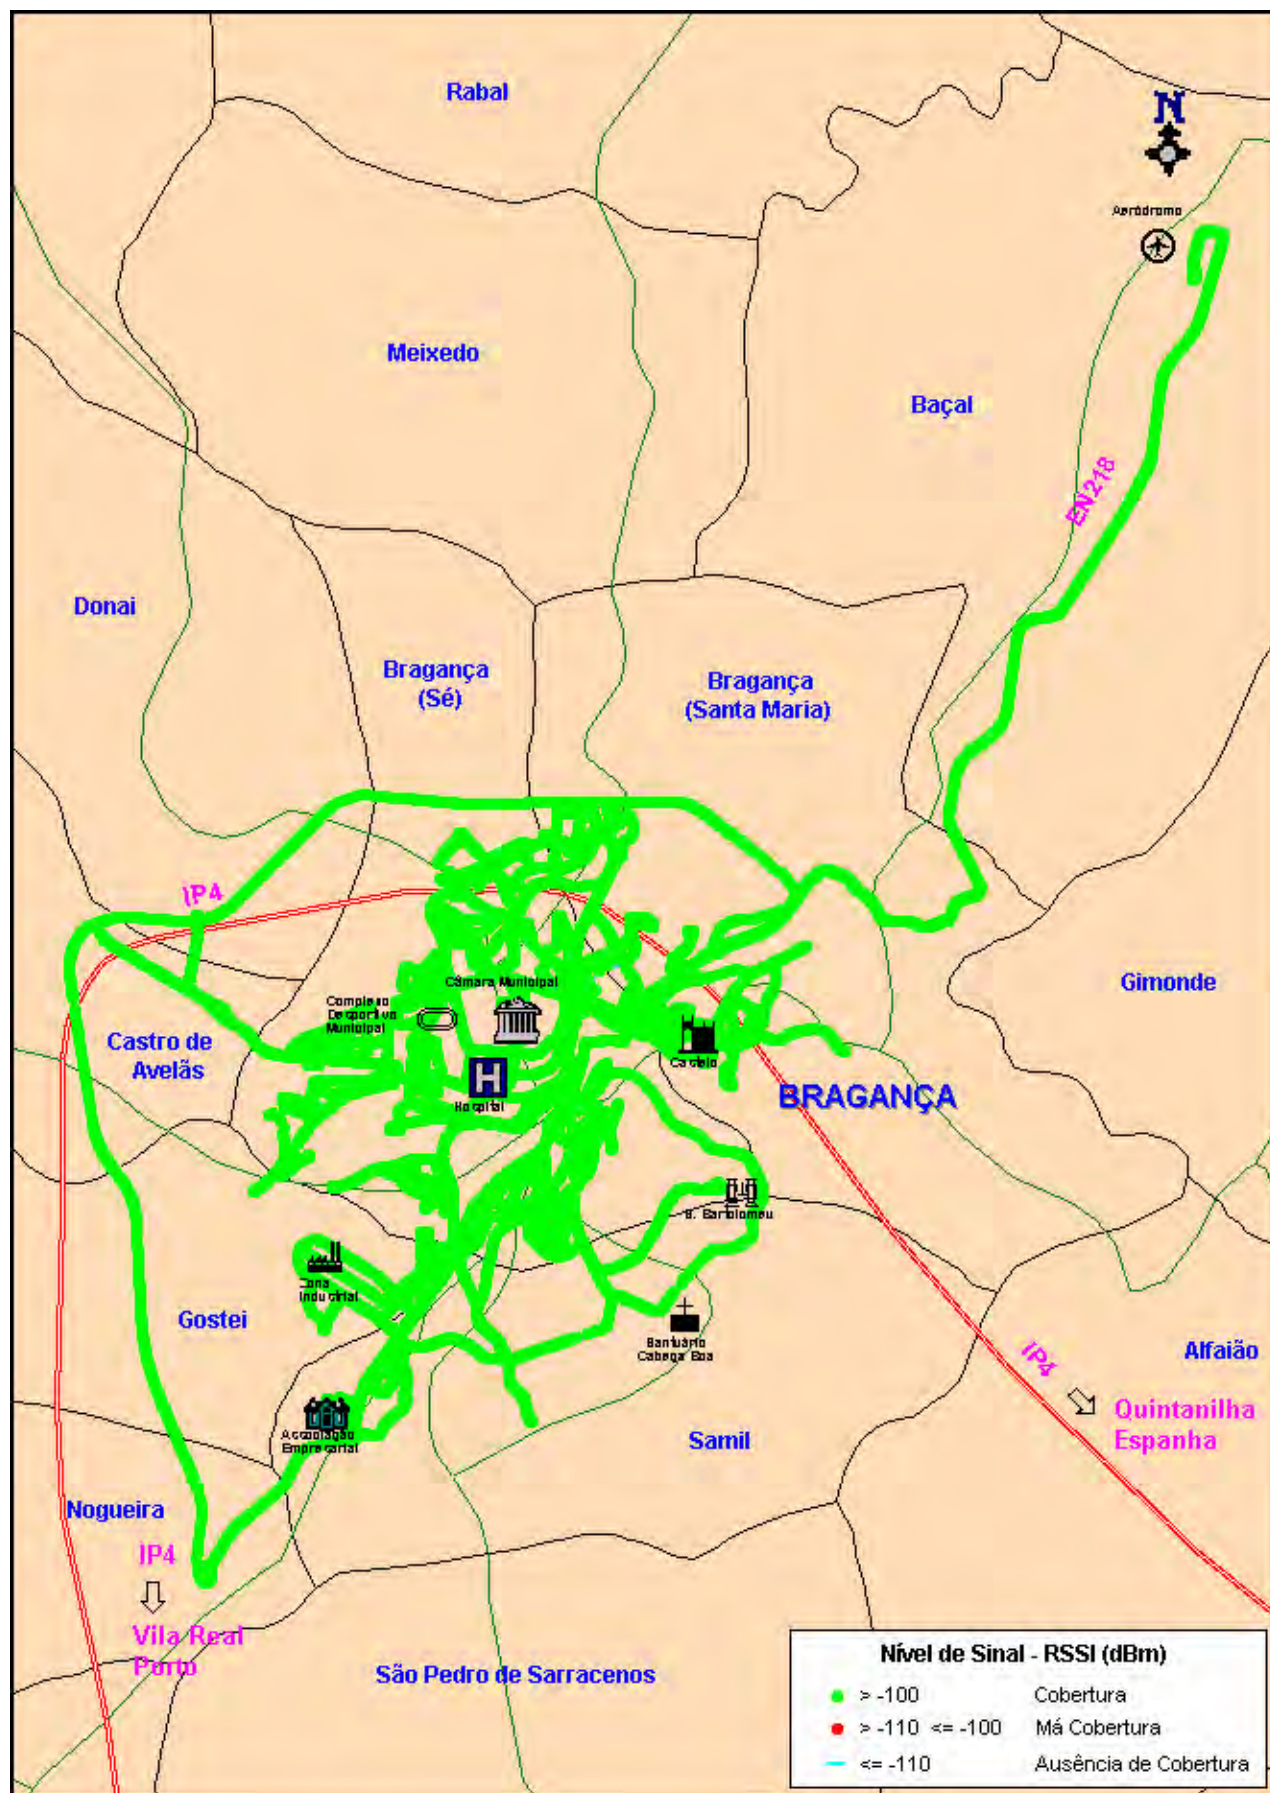 Rabal
N
Aeródromo
Meixedo
Baçal
EN218
Donai
Bragança
(Sé)
Bragança
(Santa Maria)
IP4
Câmara Municipal
Complexo
Desportivo
Municipal
Gimonde
Castro de
Avelãs
Castelo
H
Hospital
BRAGANÇA
S. Bartolomeu
Zona
Industrial
Gostei
Santuário
Cabeça Boa
IP4
Alfaião
Quintanilha
Espanha
Associação
Empresarial
Samil
Nogueira
IP4
Vila Real
Porto
São Pedro de Sarracenos
Nível de Sinal - RSSI (dBm)
> -100 Cobertura
> -110 <= -100 Má Cobertura
<= -110 Ausência de Cobertura